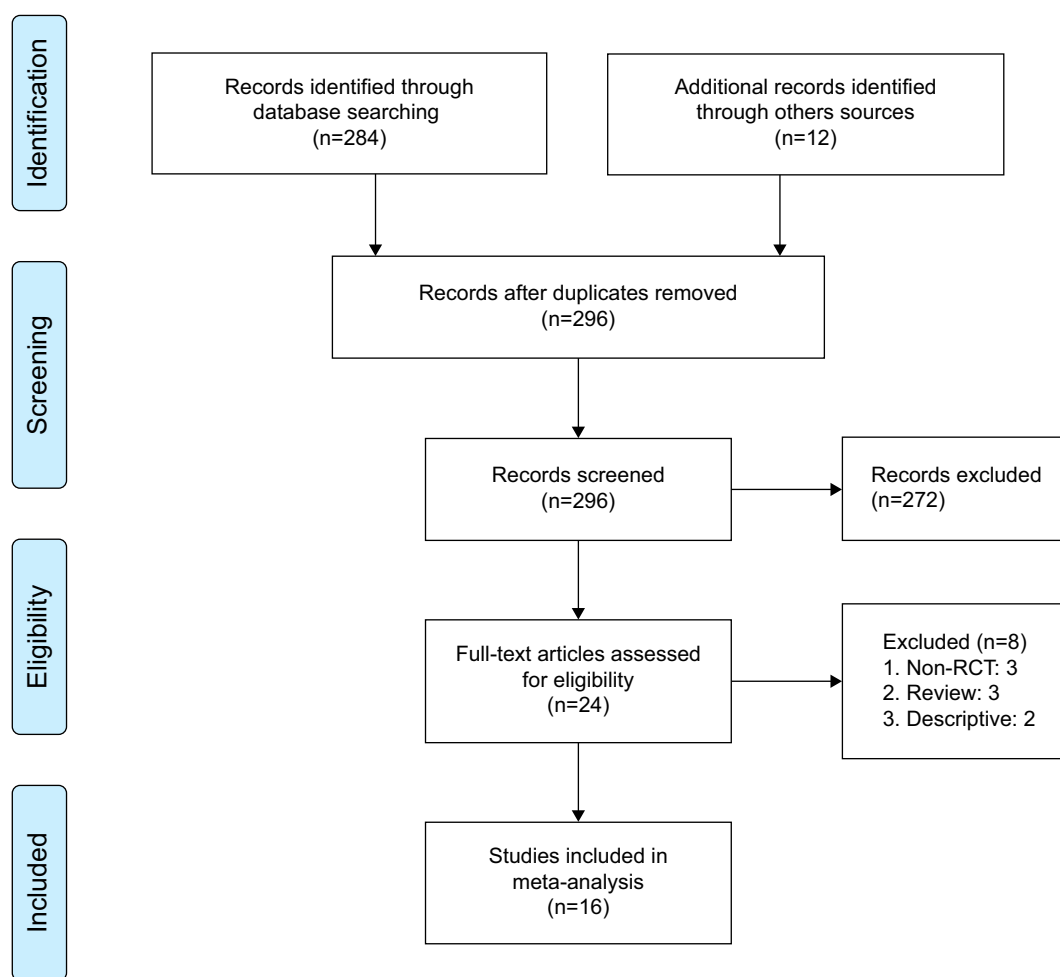 Identification
Records identified through
database searching
(n=284)
Additional records identified
through others sources
(n=12)
Screening
Records after duplicates removed
(n=296)
Records screened
(n=296)
Records excluded
(n=272)
Eligibility
Full-text articles assessed
for eligibility
(n=24)
Excluded (n=8)
1. Non-RCT: 3
2. Review: 3
3. Descriptive: 2
Included
Studies included in
meta-analysis
(n=16)